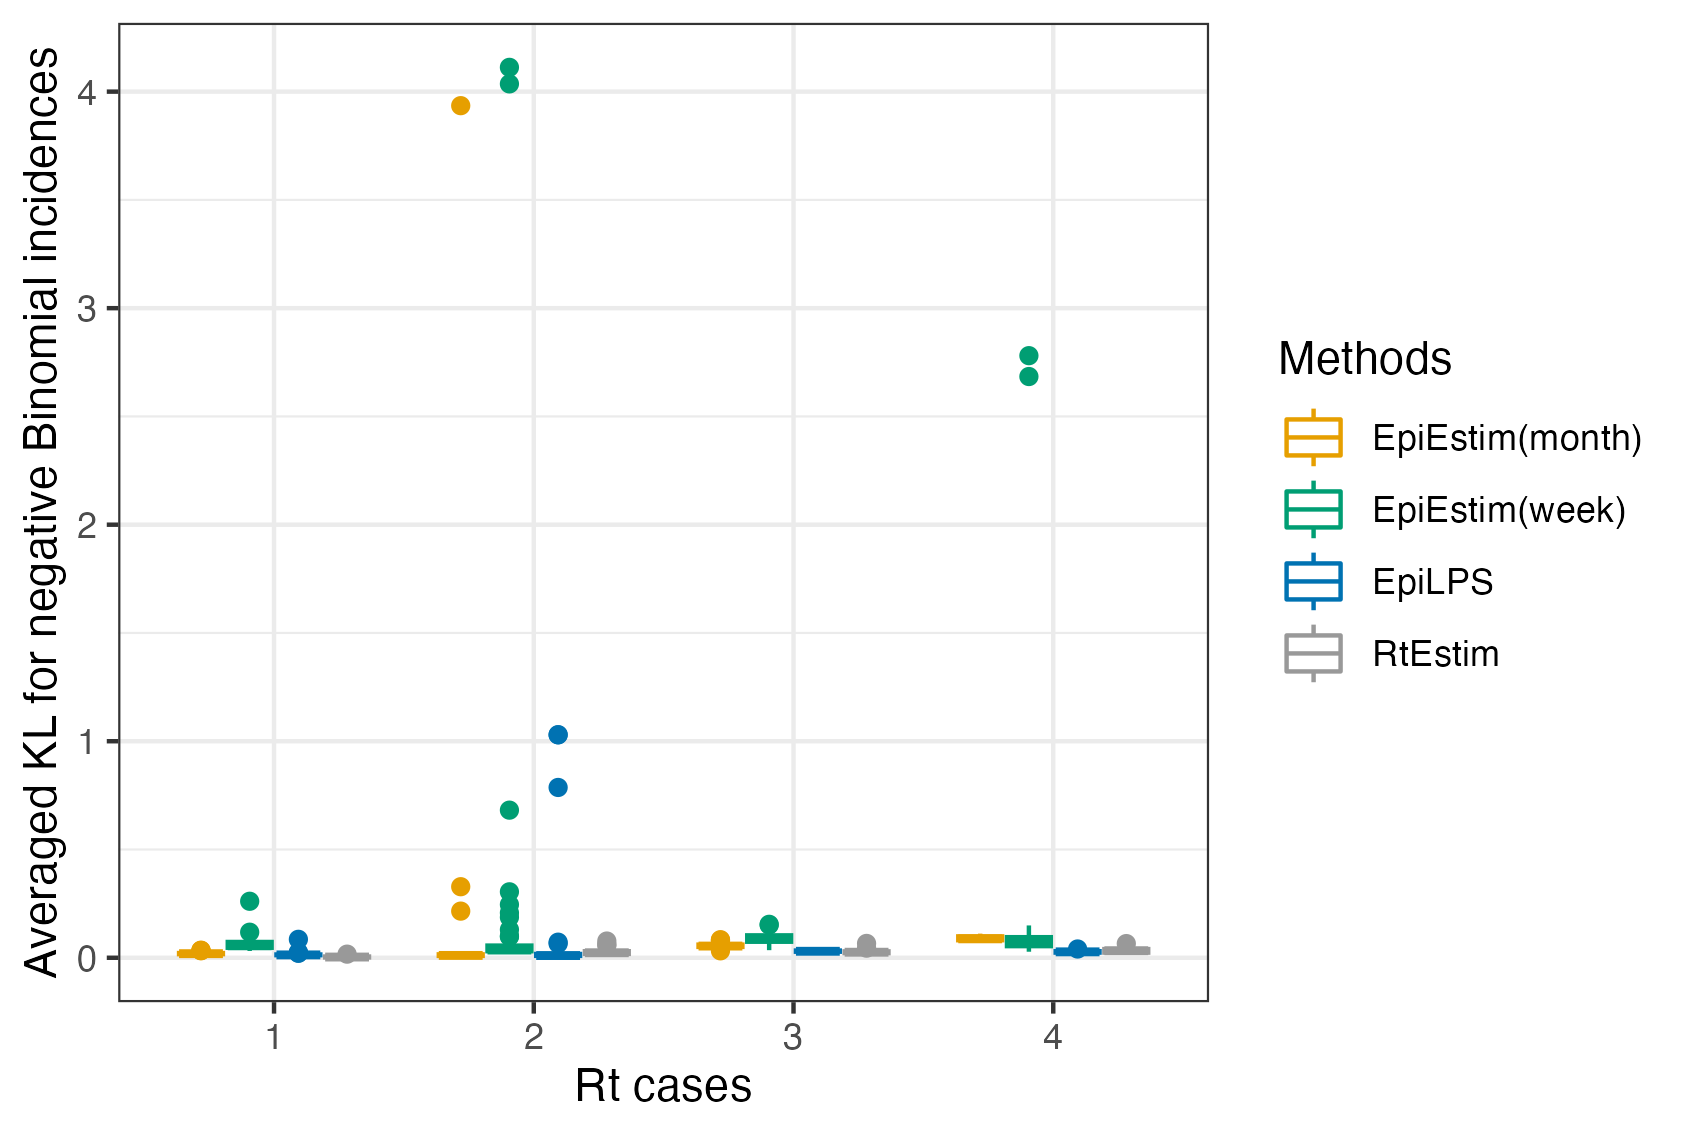 Averaged KL for negative Binomial incidences
4
3
2
1
0
1
2
3
4
Rt cases
Methods
EpiEstim(month)
EpiEstim(week)
EpiLPS
RtEstim